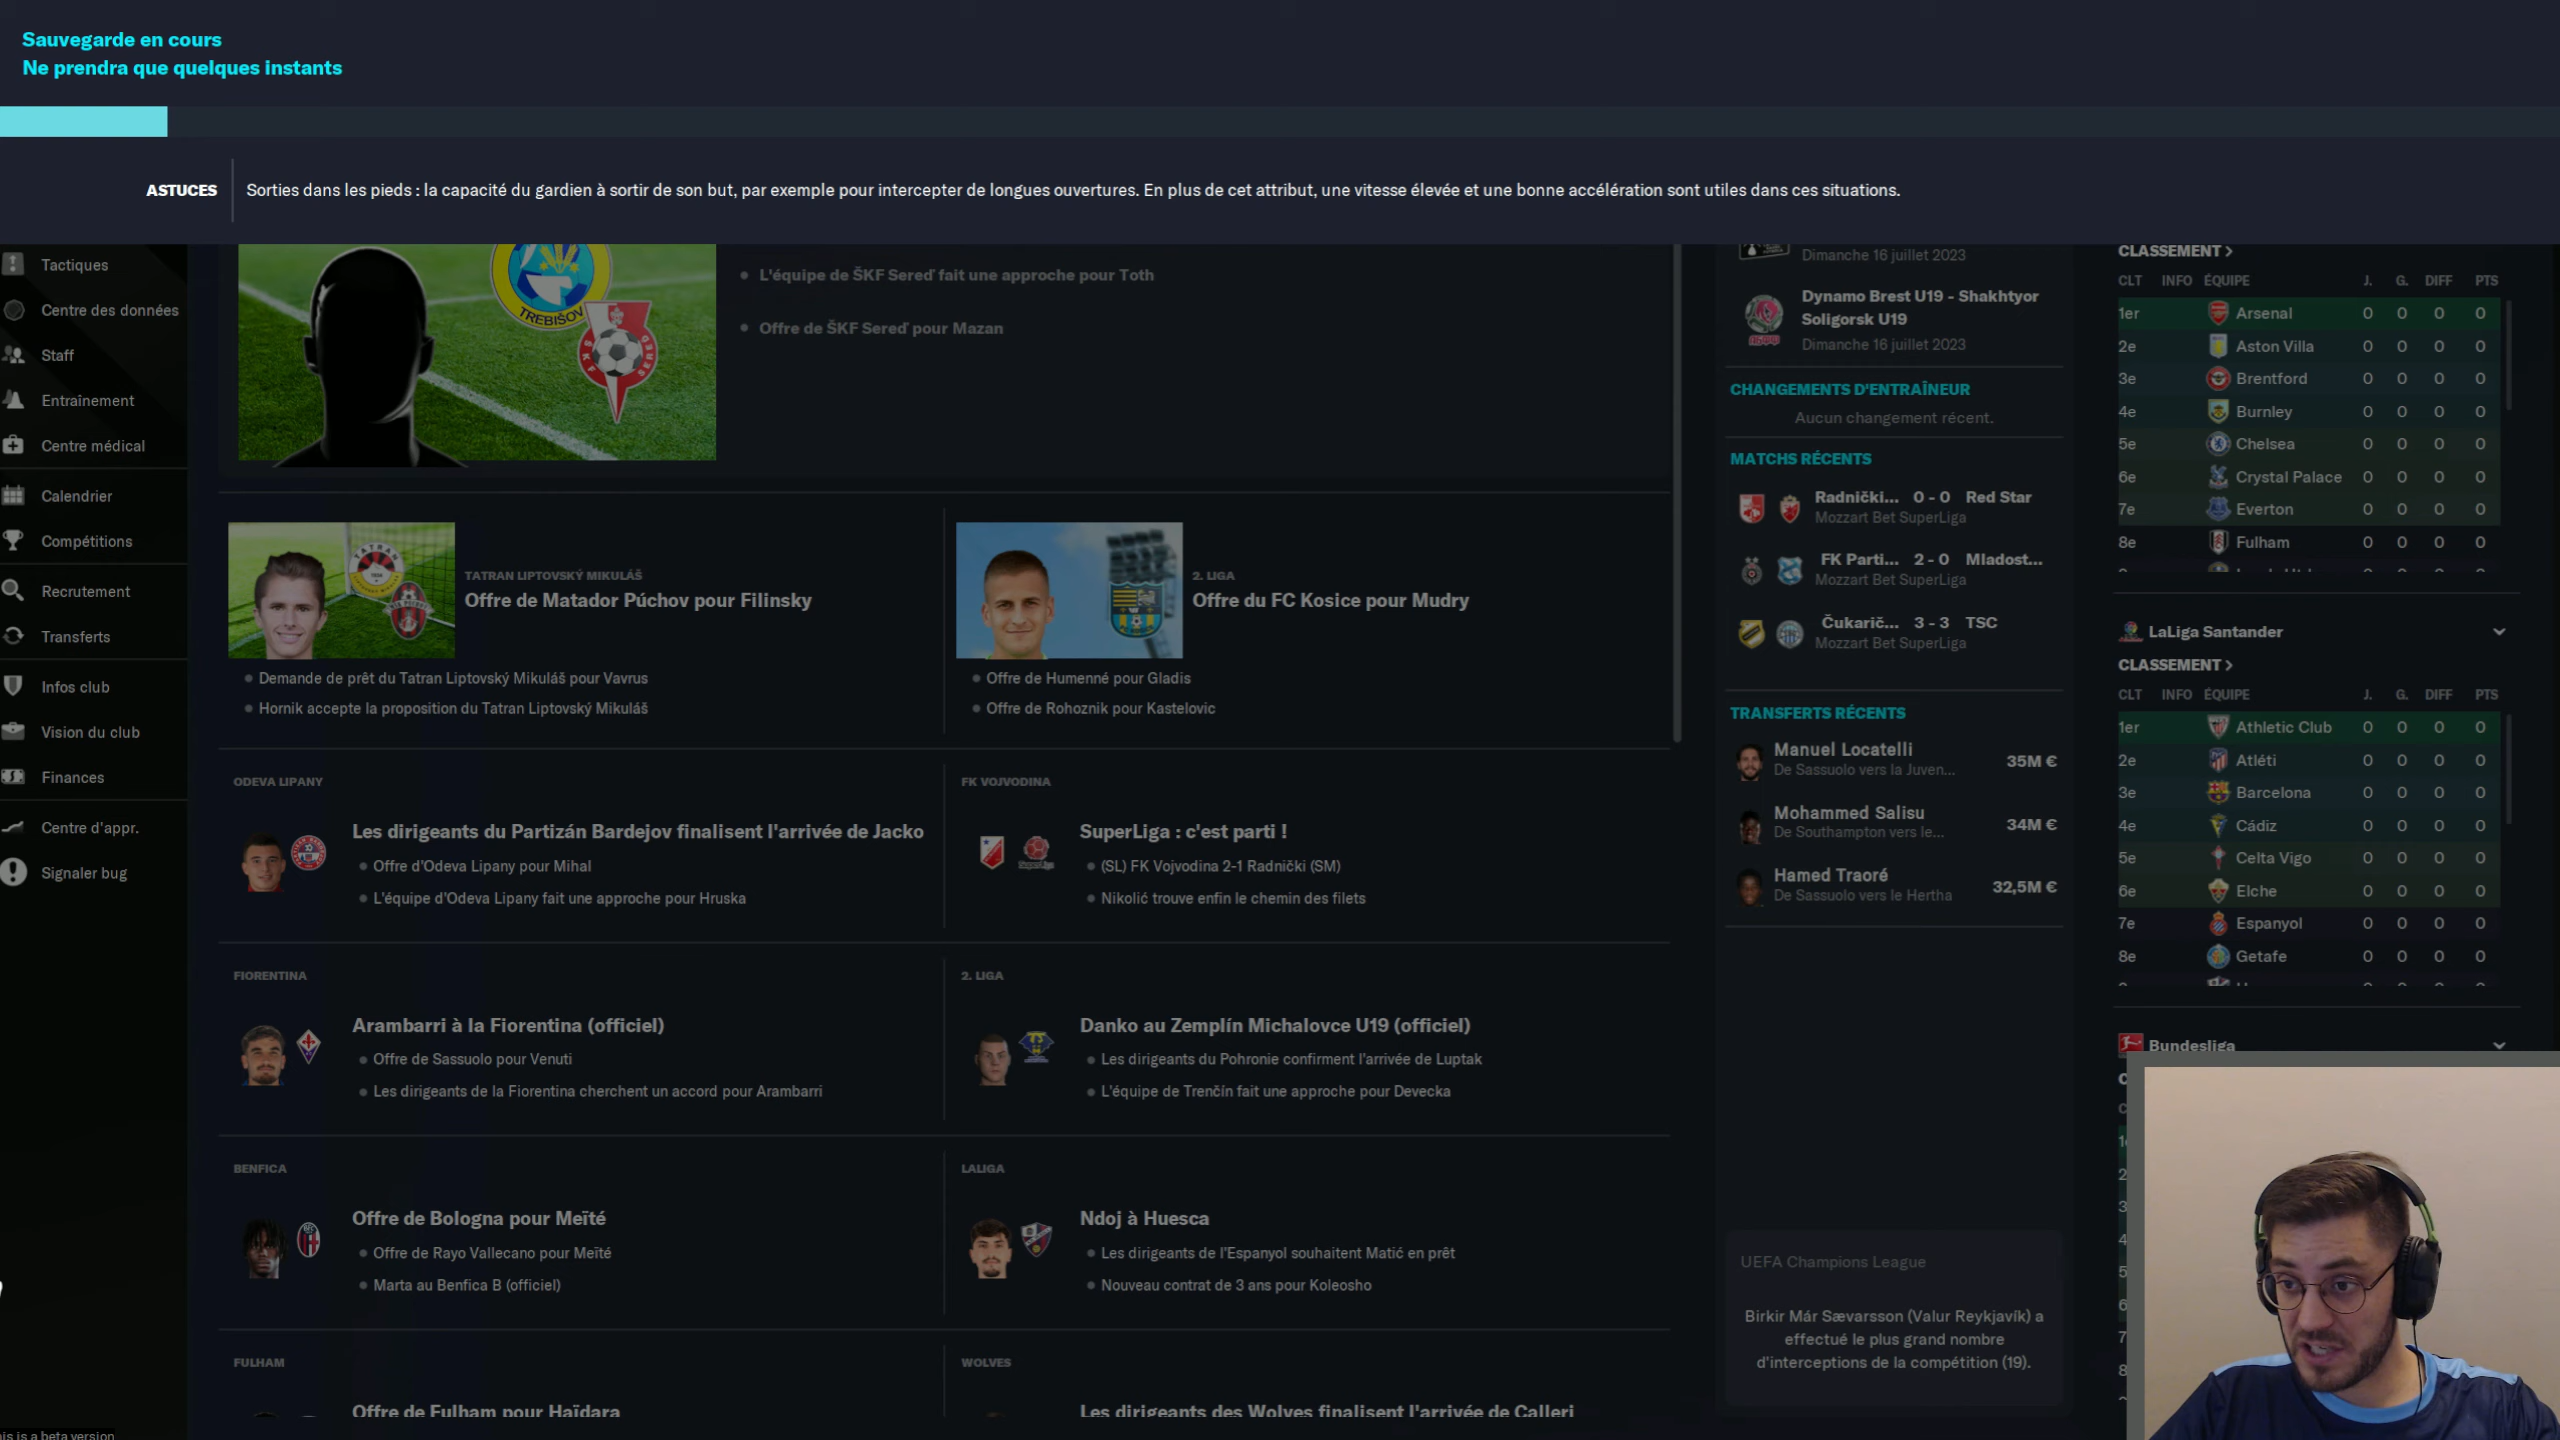 Sauvegarde en cours
Ne prendra que quelques instants
ASTUCES
Sorties dans les pieds : la capacité du gardien à sortir de son but, par exemple pour intercepter de longues ouvertures. En plus de cet attribut, une vitesse élevée et une bonne accélération sont utiles dans ces situations.
Tactiques
Centre des données
Staff
Entraînement
Centre médical
Calendrier
Compétitions
Recrutement
Transferts
Infos club
Vision du club
Finances
Centre d'appr.
Signaler bug
TREBIŠOV
L'équipe de ŠKF Sereď fait une approche pour Toth
Offre de ŠKF Sereď pour Mazan
TATRAN LIPTOVSKÝ MIKULÁŠ
Offre de Matador Púchov pour Filinsky
Demande de prêt du Tatran Liptovský Mikuláš pour Vavrus
Hornik accepte la proposition du Tatran Liptovský Mikuláš
2. LIGA
Offre du FC Kosice pour Mudry
Offre de Humenné pour Gladis
Offre de Rohoznik pour Kastelovic
ODEVA LIPANY
Les dirigeants du Partizán Bardejov finalisent l'arrivée de Jacko
Offre d'Odeva Lipany pour Mihal
L'équipe d'Odeva Lipany fait une approche pour Hruska
FK VOJVODINA
SuperLiga : c'est parti !
(SL) FK Vojvodina 2-1 Radnički (SM)
Nikolić trouve enfin le chemin des filets
FIORENTINA
Arambarri à la Fiorentina (officiel)
Offre de Sassuolo pour Venuti
Les dirigeants de la Fiorentina cherchent un accord pour Arambarri
2. LIGA
Danko au Zemplín Michalovce U19 (officiel)
Les dirigeants du Pohronie confirment l'arrivée de Luptak
L'équipe de Trenčín fait une approche pour Devecka
BENFICA
Offre de Bologna pour Meïté
Offre de Rayo Vallecano pour Meïté
Marta au Benfica B (officiel)
LALIGA
Ndoj à Huesca
Les dirigeants de l'Espanyol souhaitent Matić en prêt
Nouveau contrat de 3 ans pour Koleosho
FULHAM
Offre de Fulham pour Haïdara
WOLVES
Les dirigeants des Wolves finalisent l'arrivée de Calleri
Dimanche 16 juillet 2023
Dynamo Brest U19 - Shakhtyor
Soligorsk U19
Dimanche 16 juillet 2023
CHANGEMENTS D'ENTRAÎNEUR
Aucun changement récent.
MATCHS RÉCENTS
Radnički... 0 - 0 Red Star
Mozzart Bet SuperLiga
FK Parti... 2 - 0 Mladost...
Mozzart Bet SuperLiga
Čukarič... 3 - 3 TSC
Mozzart Bet SuperLiga
TRANSFERTS RÉCENTS
Manuel Locatelli
De Sassuolo vers la Juven...
35M €
Mohammed Salisu
De Southampton vers le...
34M €
Hamed Traoré
De Sassuolo vers le Hertha
32,5M €
UEFA Champions League
Birkir Már Sævarsson (Valur Reykjavík) a
effectué le plus grand nombre
d'interceptions de la compétition (19).
CLASSEMENT >
CLT INFO ÉQUIPE J. G. DIFF PTS
1er Arsenal 0 0 0 0
2e Aston Villa 0 0 0 0
3e Brentford 0 0 0 0
4e Burnley 0 0 0 0
5e Chelsea 0 0 0 0
6e Crystal Palace 0 0 0 0
7e Everton 0 0 0 0
8e Fulham 0 0 0 0
LaLiga Santander
CLASSEMENT >
CLT INFO ÉQUIPE J. G. DIFF PTS
1er Athletic Club 0 0 0 0
2e Atléti 0 0 0 0
3e Barcelona 0 0 0 0
4e Cádiz 0 0 0 0
5e Celta Vigo 0 0 0 0
6e Elche 0 0 0 0
7e Espanyol 0 0 0 0
8e Getafe 0 0 0 0
Bundesliga
2
3
4
5
6
7
8
is is a beta version